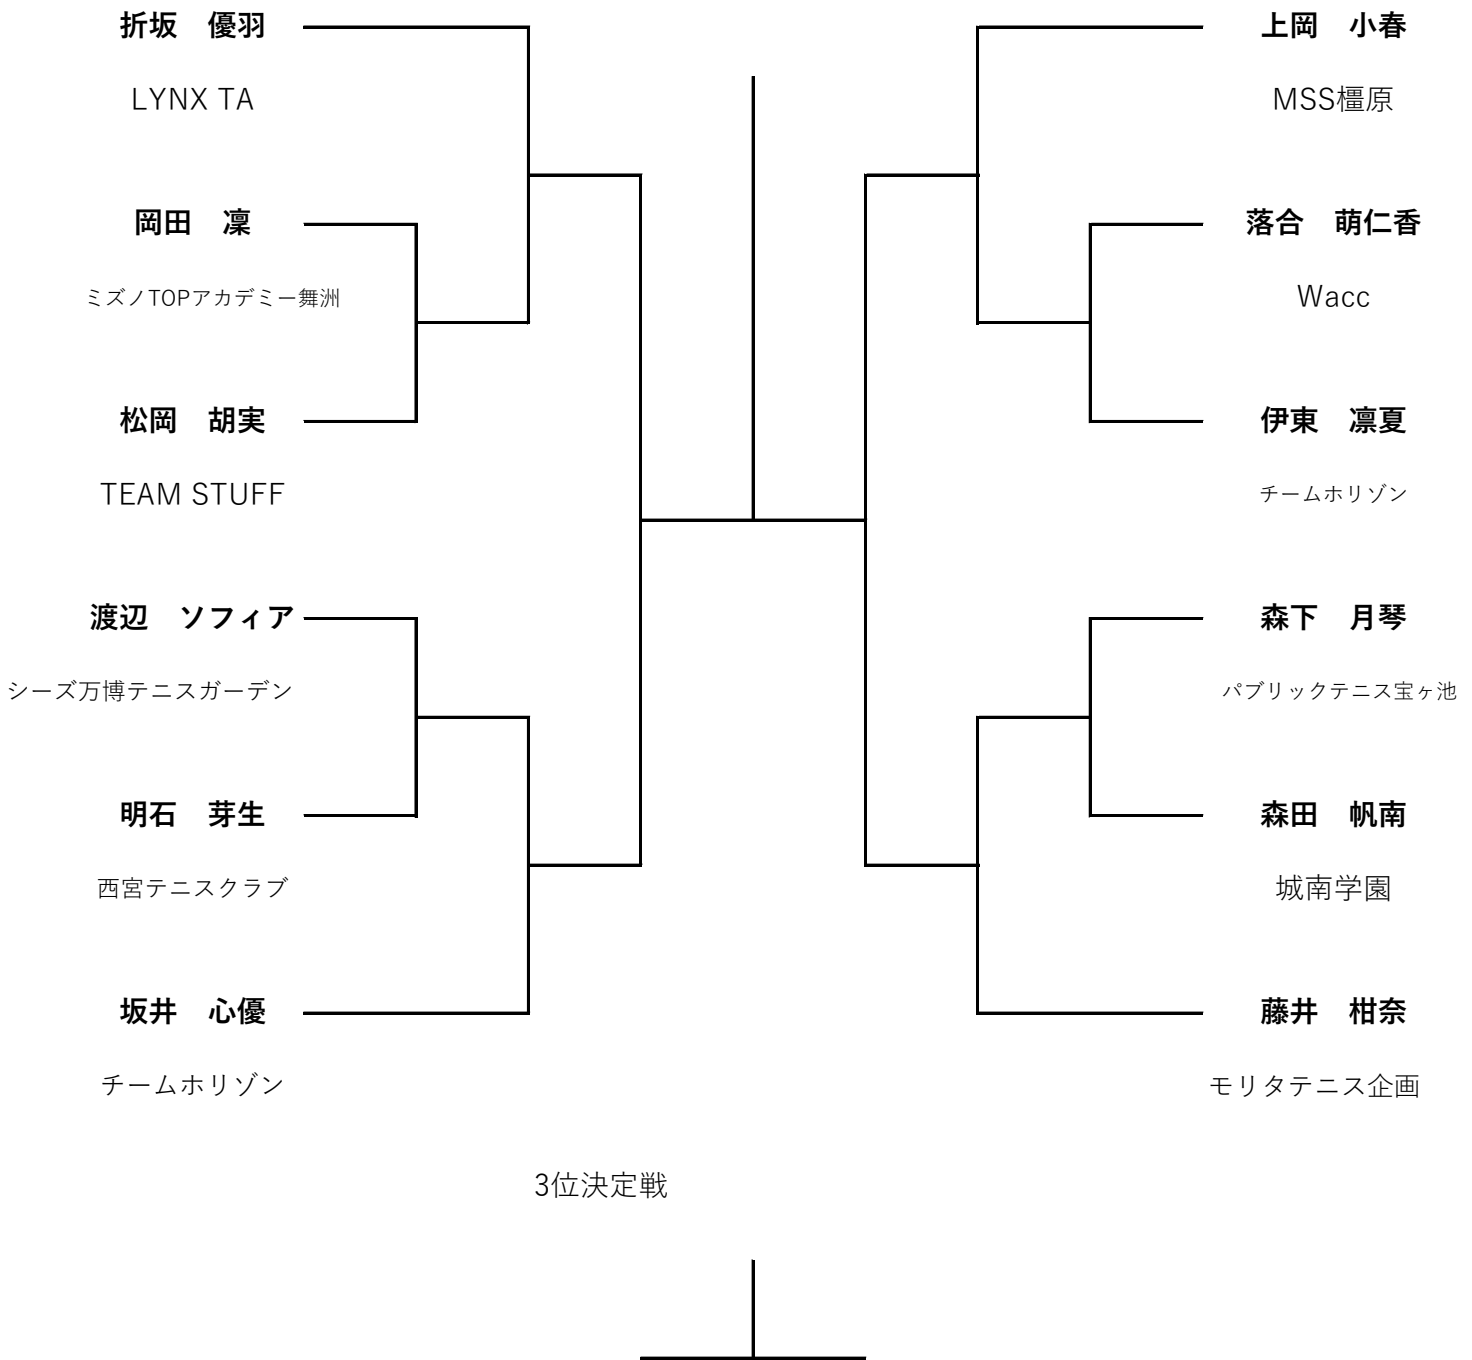 折坂　優羽
LYNX TA
岡田　凜
ミズノTOPアカデミー舞洲
松岡　胡実
TEAM STUFF
渡辺　ソフィア
シーズ万博テニスガーデン
明石　芽生
西宮テニスクラブ
坂井　心優
チームホリゾン
上岡　小春
MSS橿原
落合　萌仁香
Wacc
伊東　凛夏
チームホリゾン
森下　月琴
パブリックテニス宝ヶ池
森田　帆南
城南学園
藤井　柑奈
モリタテニス企画
3位決定戦